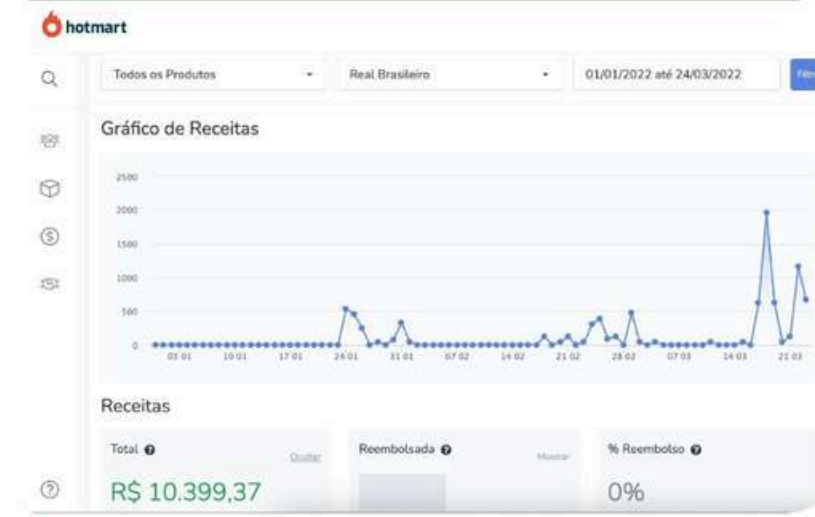 hotmart
Todos os Produtos Real Brasileiro 01/01/2022 até 24/03/2022
Gráfico de Receitas
2500
2000
1500
1000
500
0
03 01 10 01 17 01 24 01 31 01 07 02 14 02 21 02 28 02 07 03 14 03 21 03
Receitas
Total Ocultar Reembolsada Mostrar % Reembolso
R$ 10.399,37 0%